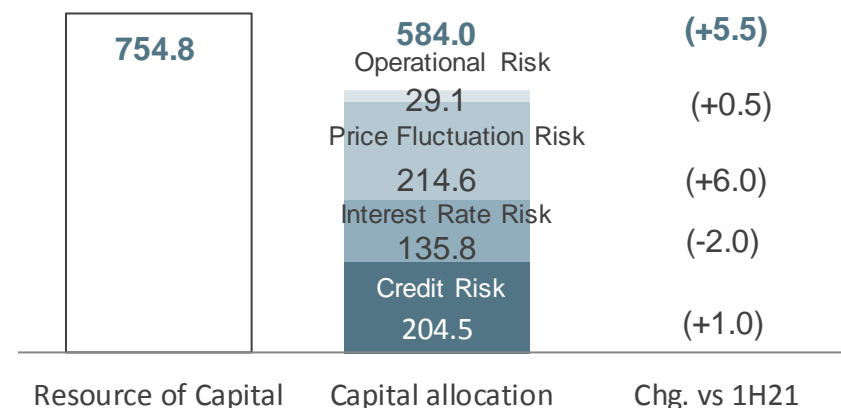 754.8
584.0
(+5.5)
Operational Risk
29.1
(+0.5)
Price Fluctuation Risk
214.6
(+6.0)
Interest Rate Risk
135.8
(-2.0)
Credit Risk
204.5
(+1.0)
Resource of Capital
Capital allocation
Chg. vs 1H21